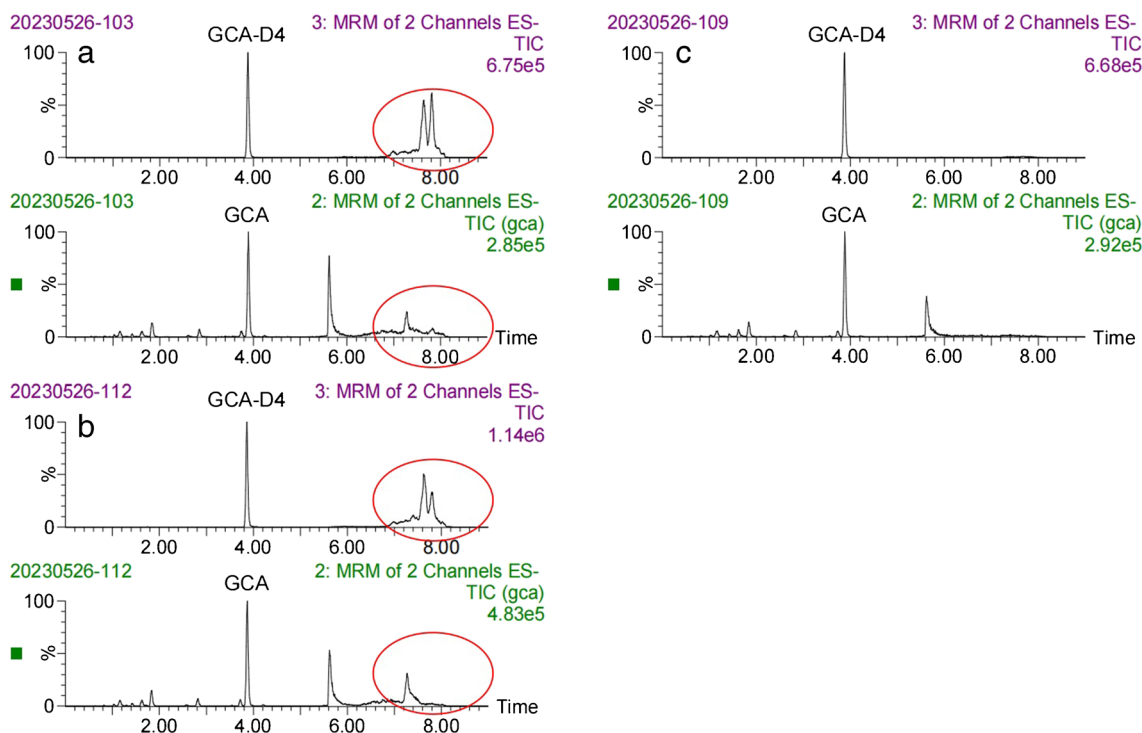 20230526-103
a
GCA-D4
3: MRM of 2 Channels ES-
TIC
6.75e5
100
%
0
2.00 4.00 6.00 8.00
20230526-103
GCA
2: MRM of 2 Channels ES-
TIC (gca)
2.85e5
100
%
0
Time
2.00 4.00 6.00 8.00
20230526-112
b
GCA-D4
3: MRM of 2 Channels ES-
TIC
1.14e6
100
%
0
2.00 4.00 6.00 8.00
20230526-112
GCA
2: MRM of 2 Channels ES-
TIC (gca)
4.83e5
100
%
0
Time
2.00 4.00 6.00 8.00
20230526-109
c
GCA-D4
3: MRM of 2 Channels ES-
TIC
6.68e5
100
%
0
2.00 4.00 6.00 8.00
20230526-109
GCA
2: MRM of 2 Channels ES-
TIC (gca)
2.92e5
100
%
0
Time
2.00 4.00 6.00 8.00